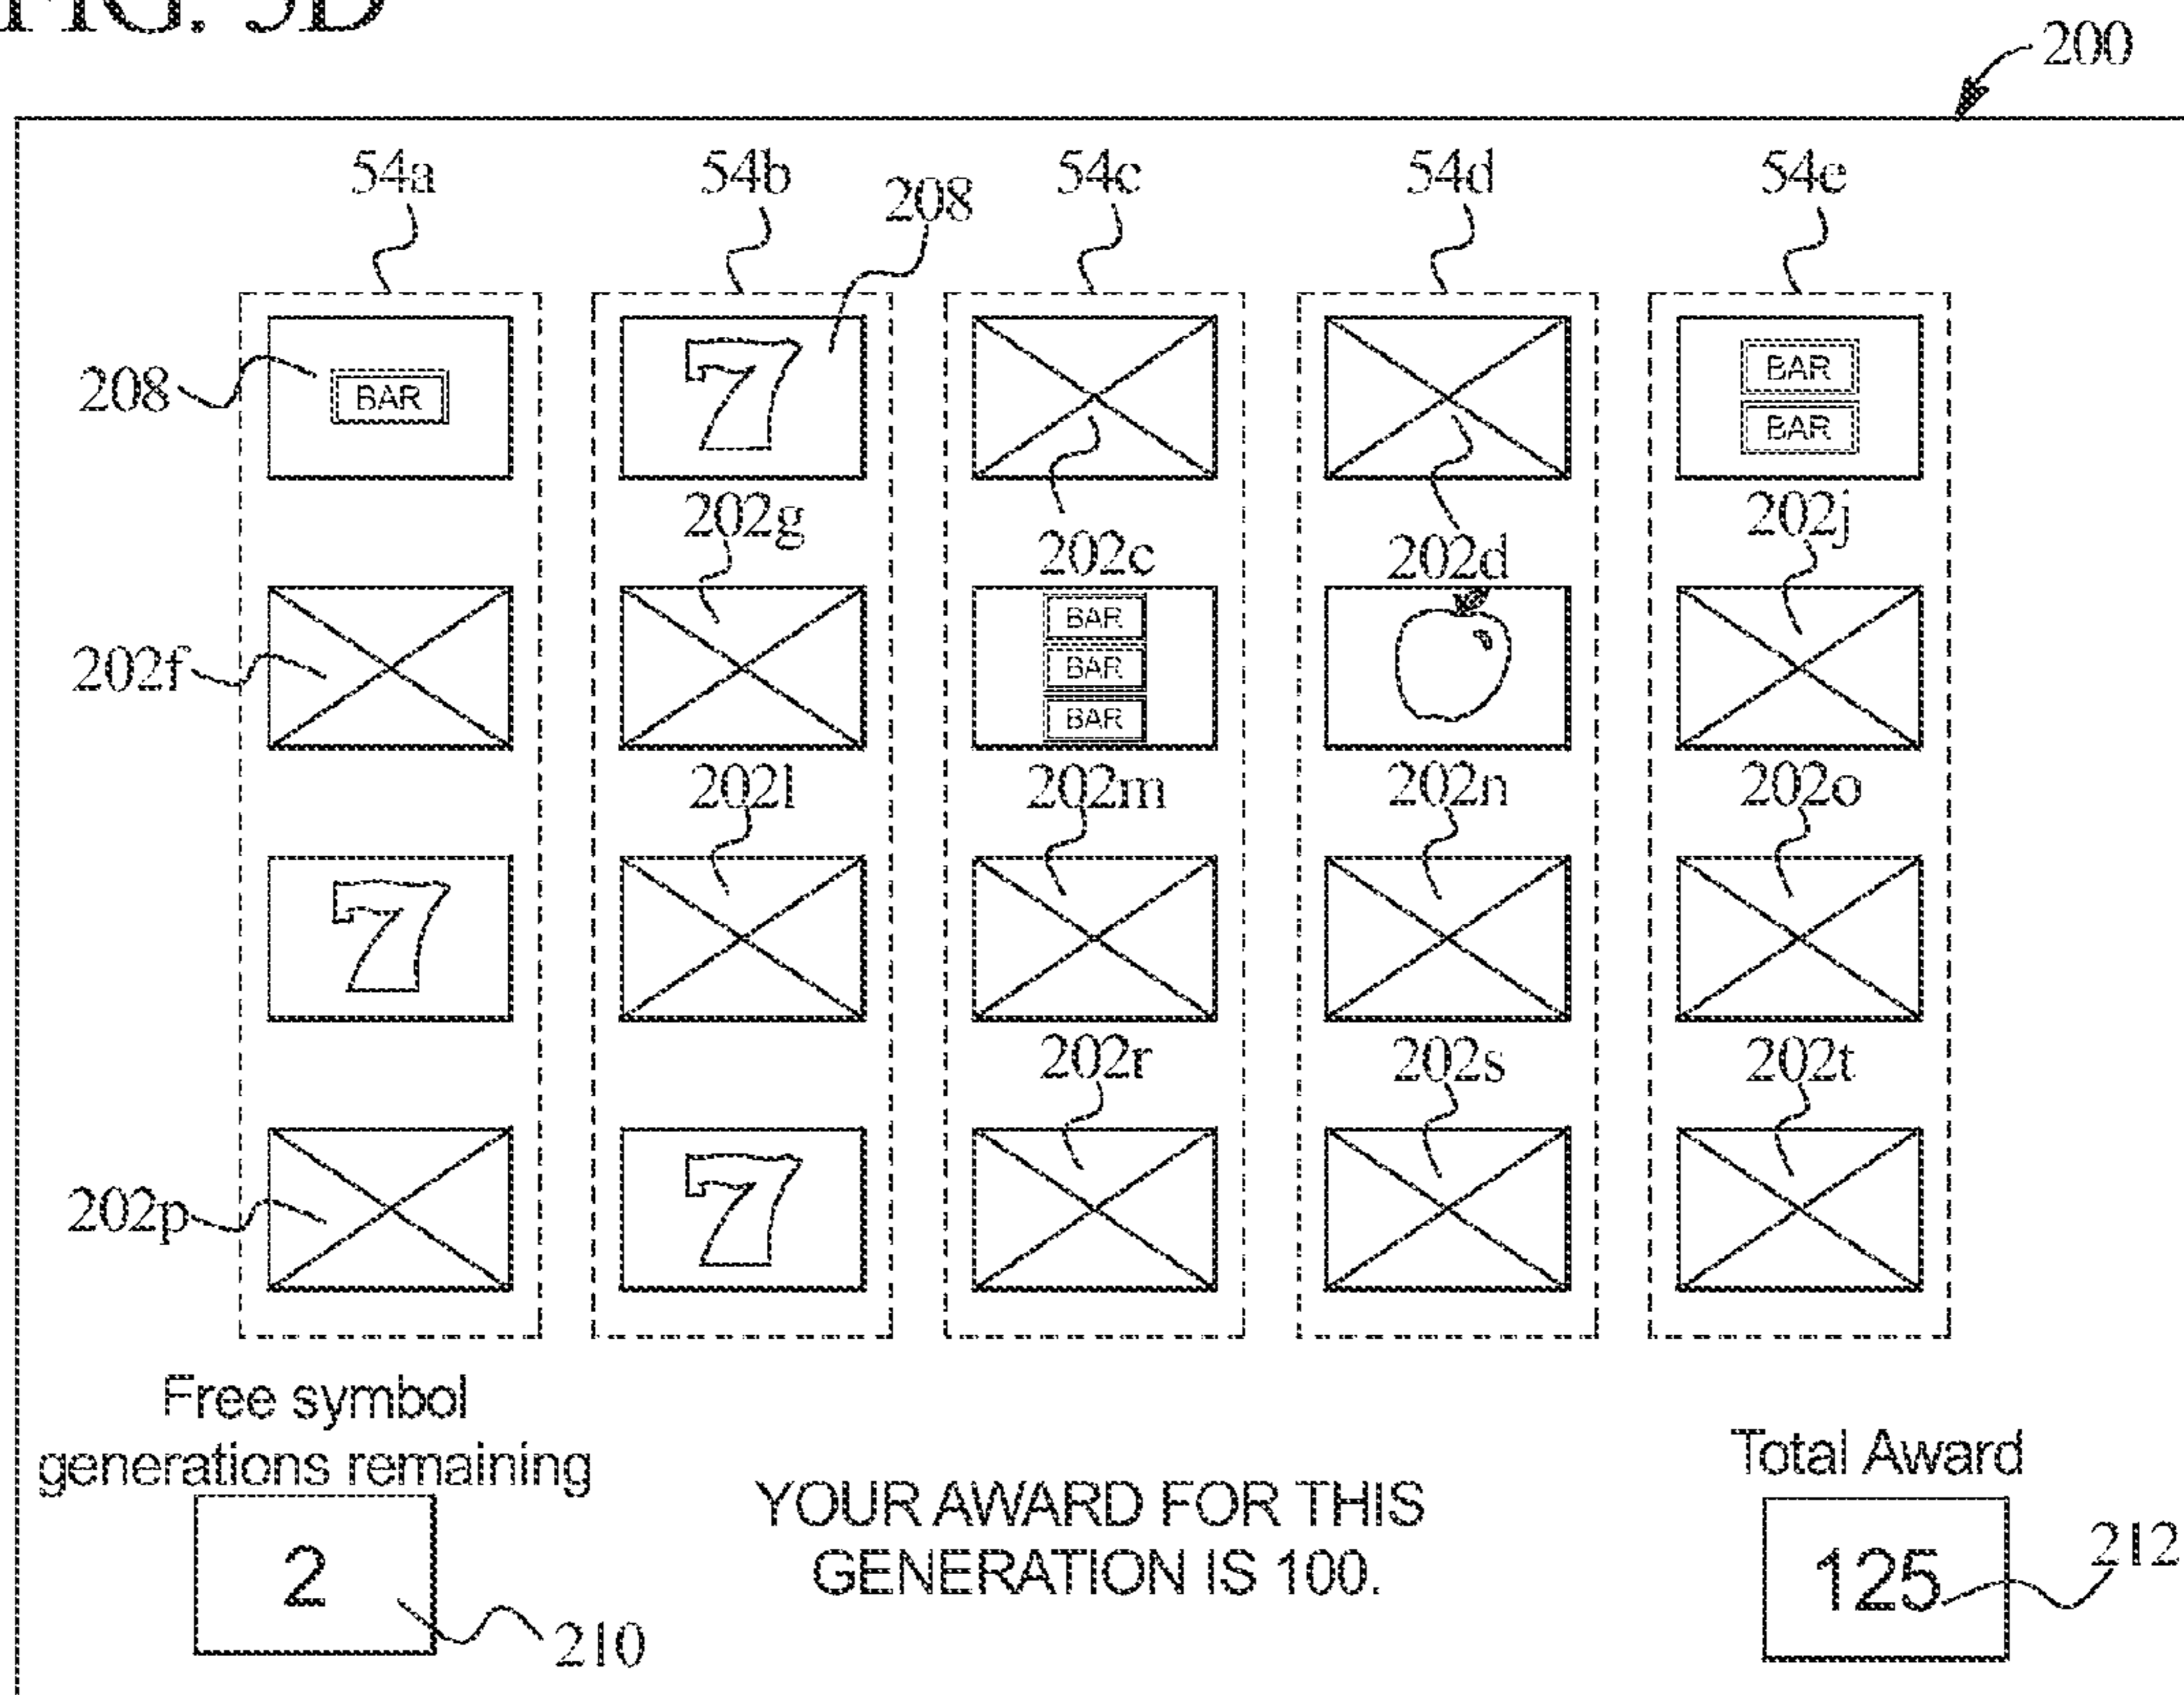 FIG. 5D
200
54a 54b 54c 54d 54e
208
208 BAR 7 BAR
BAR
202g 202j
202c 202d
202f BAR
BAR
BAR
202l 202m 202n 202o
7
202r 202s 202t
202p 7
Free symbol
generations remaining
2
210
YOUR AWARD FOR THIS
GENERATION IS 100.
Total Award
125
212